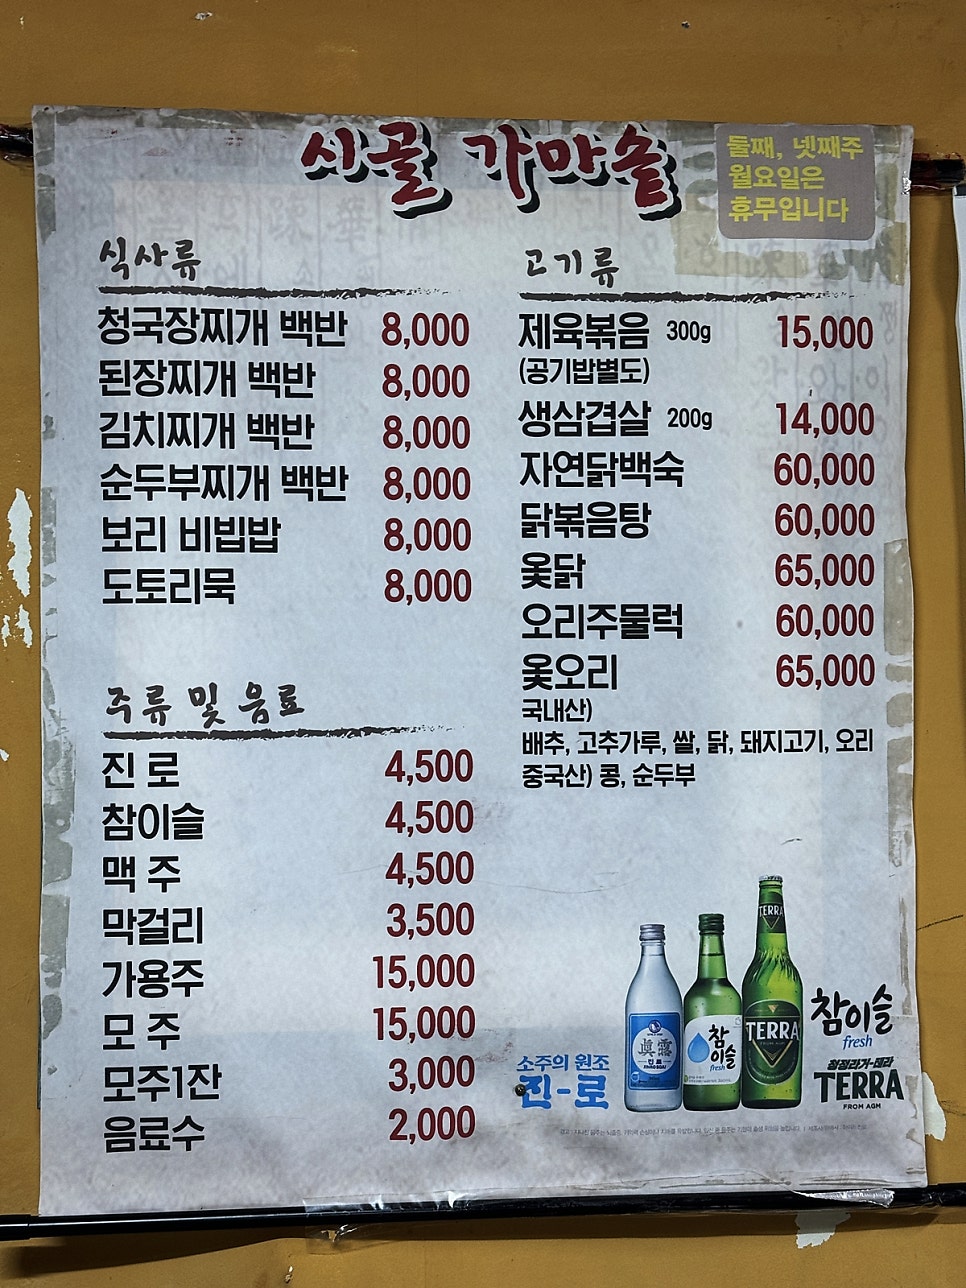 시골 가마솥
둘째, 넷째주
월요일은
휴무입니다
식사류
청국장찌개 백반 8,000
된장찌개 백반 8,000
김치찌개 백반 8,000
순두부찌개 백반 8,000
보리 비빔밥 8,000
도토리묵 8,000
주류 및 음료
진 로 4,500
참이슬 4,500
맥 주 4,500
막걸리 3,500
가용주 15,000
모 주 15,000
모주1잔 3,000
음료수 2,000
고기류
제육볶음 300g 15,000
(공기밥별도)
생삼겹살 200g 14,000
자연닭백숙 60,000
닭볶음탕 60,000
옻닭 65,000
오리주물럭 60,000
옻오리 65,000
국내산)
배추, 고추가루, 쌀, 닭, 돼지고기, 오리
중국산) 콩, 순두부
소주의 원조
진-로
眞露
진로
참이슬
fresh
TERRA
TERRA
참이슬
fresh
청정라거-테라
TERRA
FROM AGM